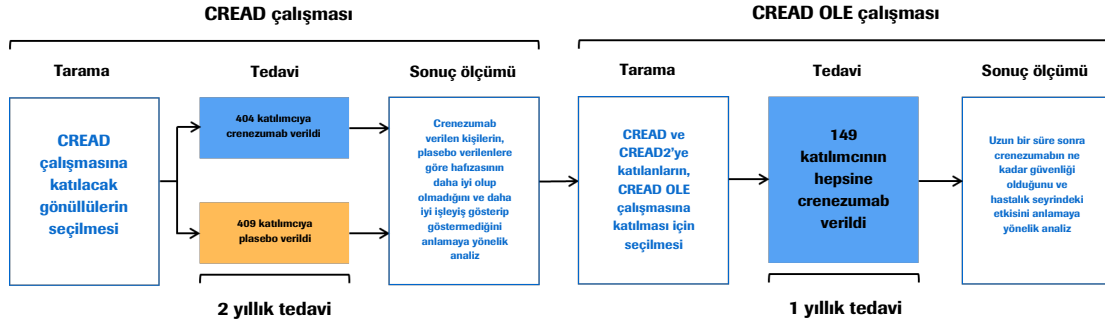 CREAD çalışması
CREAD OLE çalışması
Tarama
Tedavi
Sonuç ölçümü
Tarama
Tedavi
Sonuç ölçümü
CREAD
çalışmasına
katılacak
gönüllülerin
seçilmesi
404 katılımcıya
crenezumab verildi
409 katılımcıya
plasebo verildi
Crenezumab
verilen kişilerin,
plasebo verilenlere
göre hafızasının
daha iyi olup
olmadığını ve daha
iyi işleyiş gösterip
göstermediğini
anlamaya yönelik
analiz
CREAD ve
CREAD2'ye
katılanların,
CREAD OLE
çalışmasına
katılması için
seçilmesi
149
katılımcının
hepsine
crenezumab
verildi
Uzun bir süre sonra
crenezumabın ne
kadar güvenliği
olduğunu ve
hastalık seyrindeki
etkisini anlamaya
yönelik analiz
2 yıllık tedavi
1 yıllık tedavi